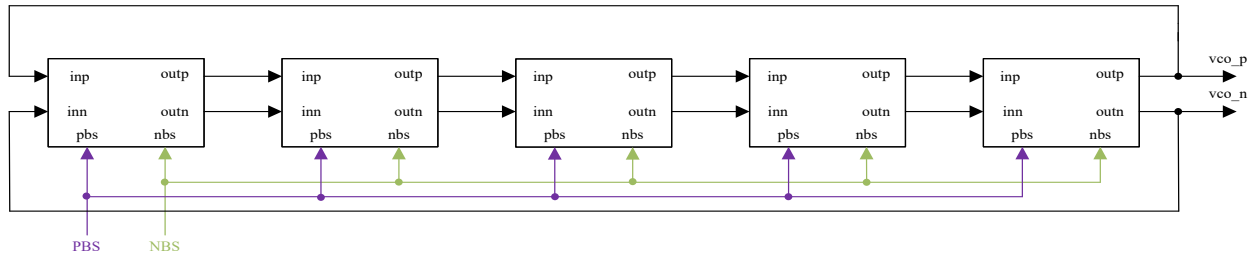 vco_p
inp outp inp outp inp outp inp outp inp outp
vco_n
inn outn inn outn inn outn inn outn inn outn
pbs nbs pbs nbs pbs nbs pbs nbs pbs nbs
PBS NBS